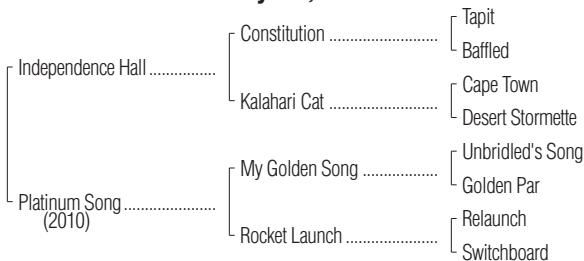 Tapit
Constitution ........................
Baffled
Independence Hall ...............
Cape Town
Kalahari Cat ........................
Desert Stormette
Unbridled's Song
My Golden Song ..................
Golden Par
Platinum Song .....................
(2010)
Relaunch
Rocket Launch .....................
Switchboard